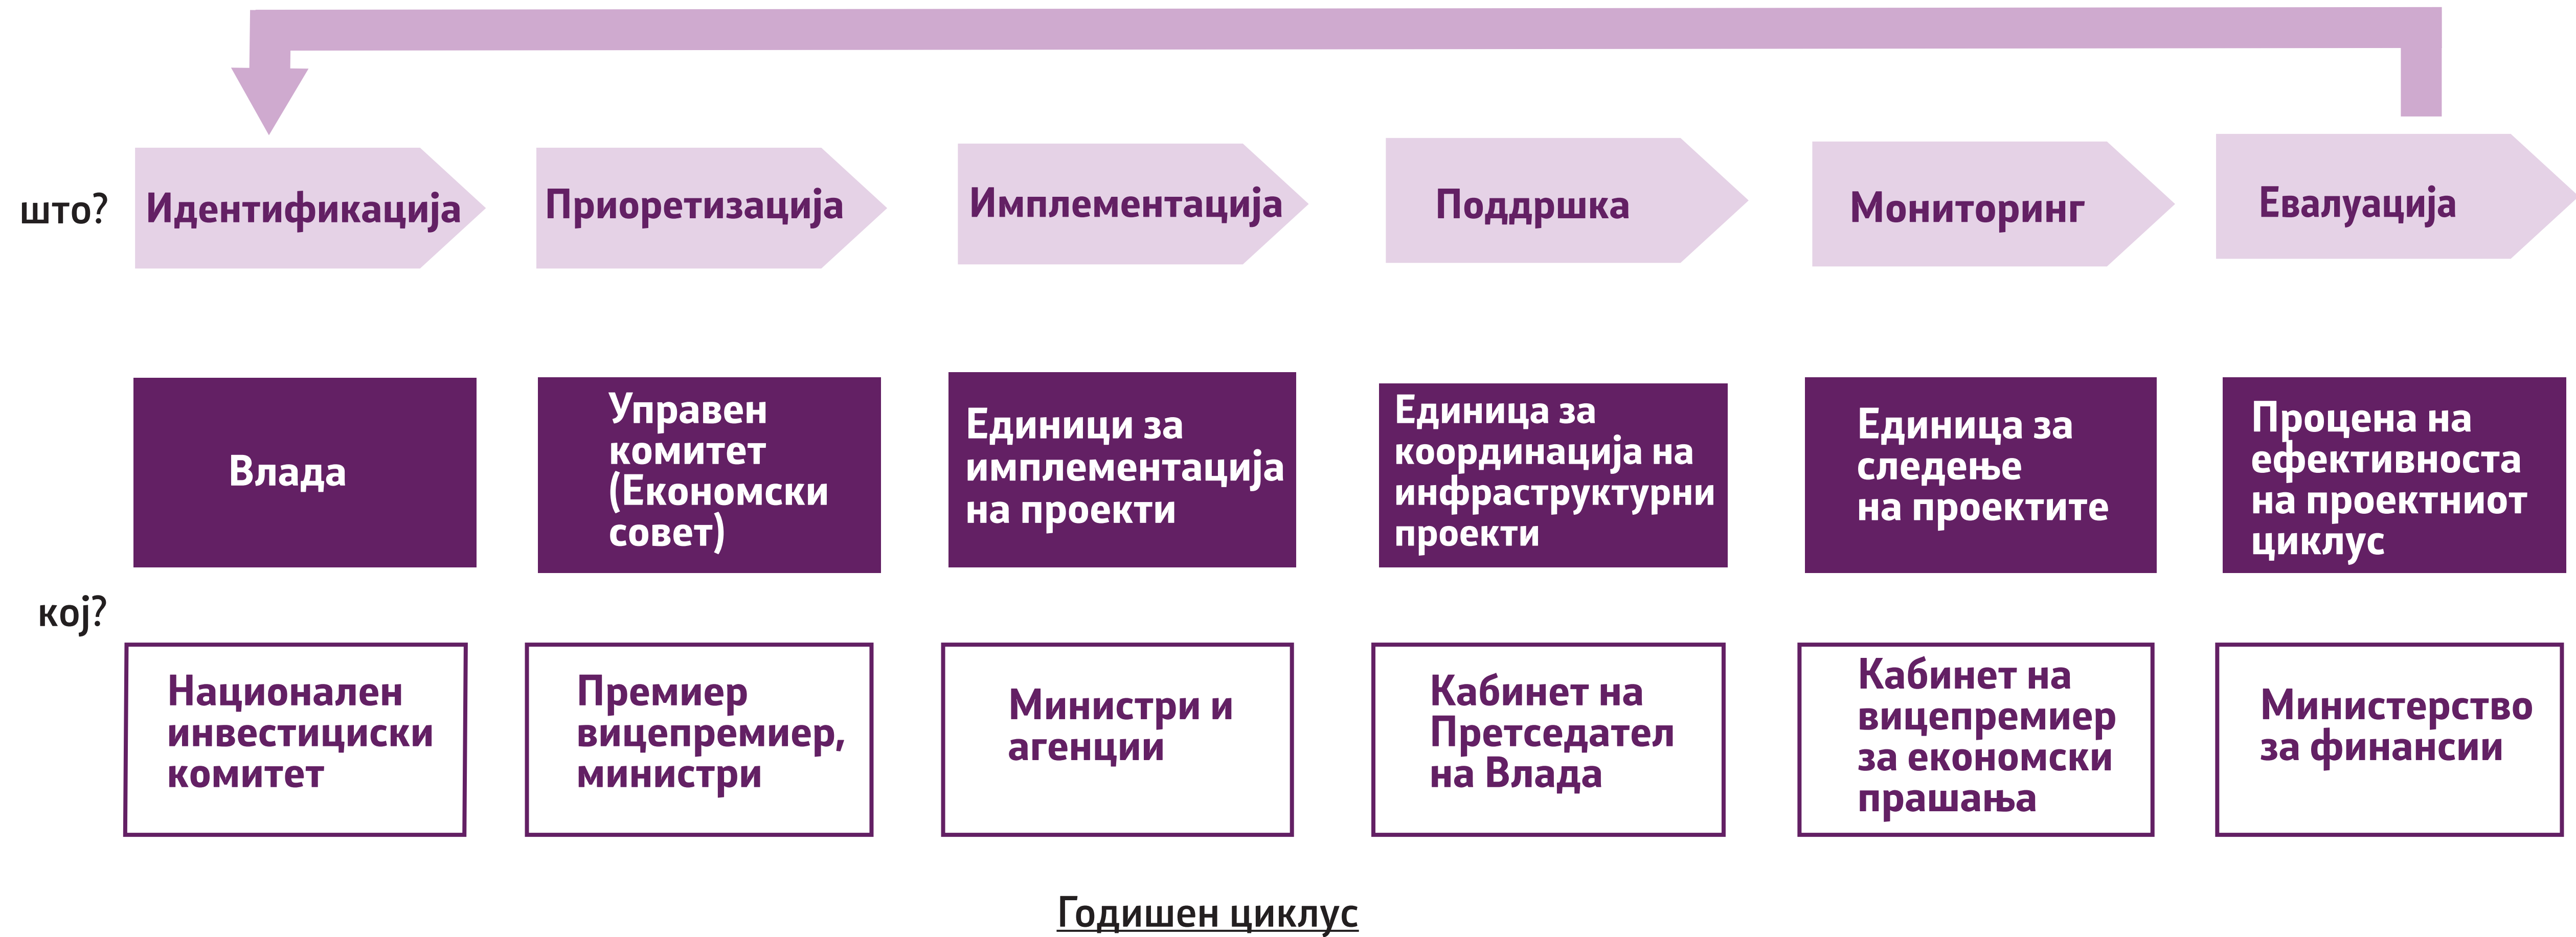 што?
Идентификација
Приоретизација
Имплементација
Поддршка
Мониторинг
Евалуација
кој?
Влада
Управен
комитет
(Економски
совет)
Единици за
имплементација
на проекти
Единица за
координација на
инфраструктурни
проекти
Единица за
следење
на проектите
Процена на
ефективноста
на проектниот
циклус
Национален
инвестициски
комитет
Премиер
вицепремиер,
министри
Министри и
агенции
Кабинет на
Претседател
на Влада
Кабинет на
вицепремиер
за економски
прашања
Министерство
за финансии
Годишен циклус